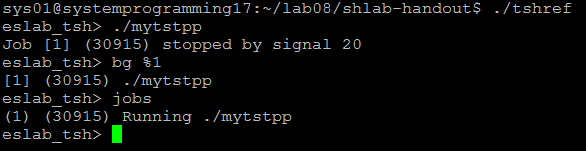 sys01@systemprogramming17:~/lab08/shlab-handout$ ./tshref
eslab_tsh> ./mytstpp
Job [1] (30915) stopped by signal 20
eslab_tsh> bg %1
[1] (30915) ./mytstpp
eslab_tsh> jobs
(1) (30915) Running ./mytstpp
eslab_tsh>